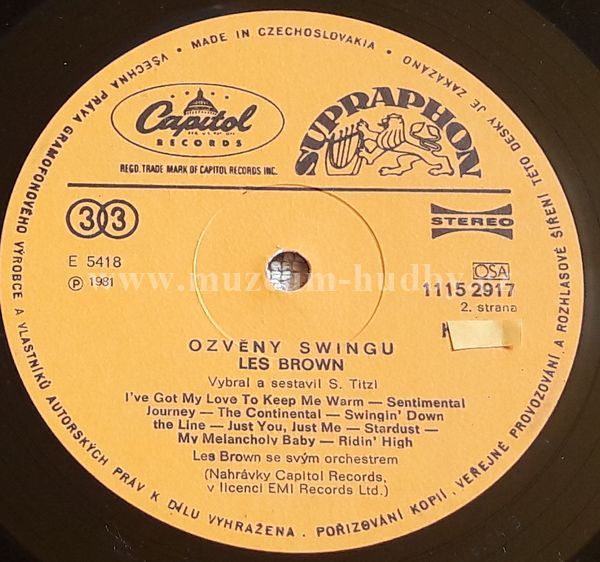 VŠECHNA PRÁVA GRAMOFONOVÉHO VÝROBCE A VLASTNÍKŮ AUTORSKÝCH PRÁV K DÍLU VYHRAŽENA . POŘIZOVÁNÍ KOPIÍ . VEŘEJNÉ PROVOZOVÁNÍ A ROZHLASOVÉ ŠÍŘENÍ TÉTO DESKY JE ZAKÁZÁNO
• MADE IN CZECHOSLOVAKIA •
Capitol
RECORDS
REGD. TRADE MARK OF CAPITOL RECORDS INC.
SUPRAPHON
33
STEREO
E 5418
Ⓟ 1981
OSA
1115 2917
2. strana
www.muzeum-hudby.
OZVĚNY SWINGU
LES BROWN
Vybral a sestavil S. Titzl
I've Got My Love To Keep Me Warm — Sentimental
Journey — The Continental — Swingin' Down
the Line — Just You, Just Me — Stardust —
My Melancholy Baby — Ridin' High
Les Brown se svým orchestrem
(Nahrávky Capitol Records,
v licenci EMI Records Ltd.)